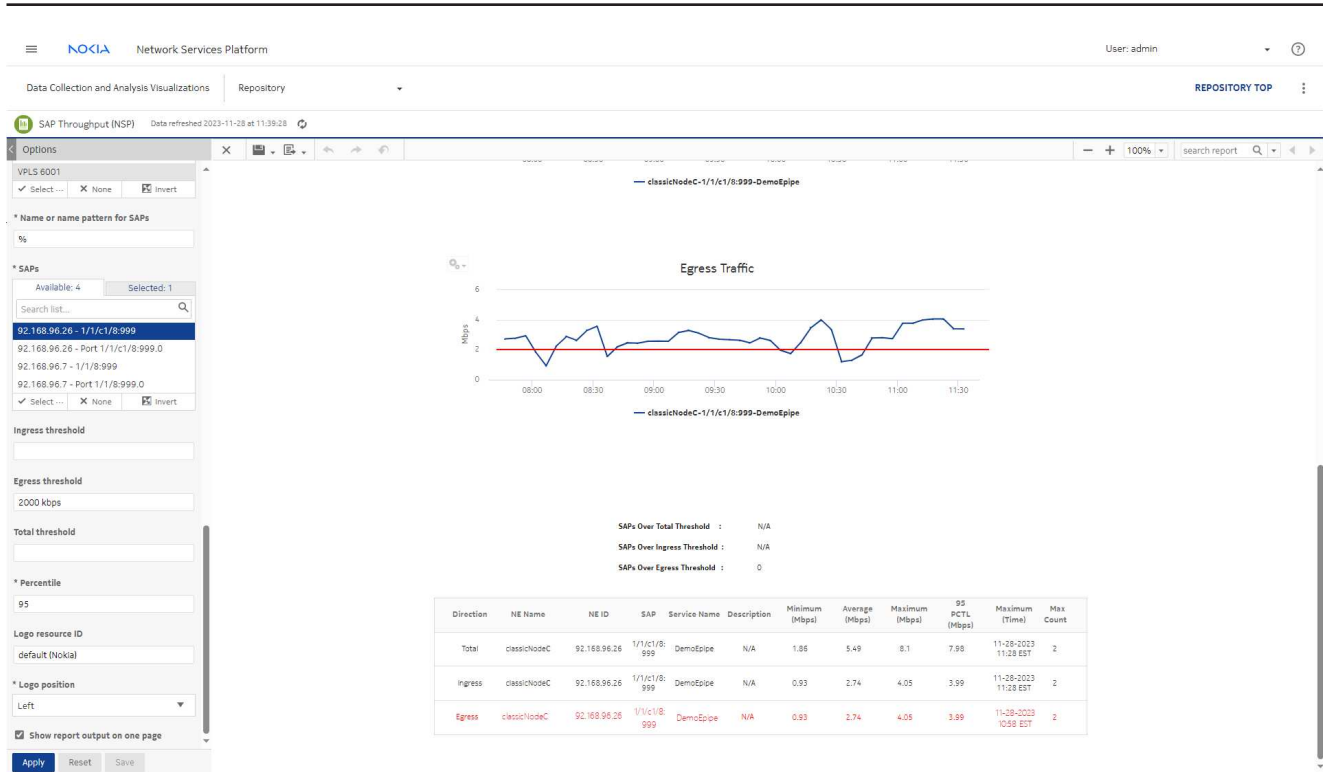 NOKIA Network Services Platform User: admin
Data Collection and Analysis Visualizations Repository REPOSITORY TOP
SAP Throughput (NSP) Data refreshed 2023-11-28 at 11:39:28
Options
100% search report
VPLS 6001
Select ... None Invert
* Name or name pattern for SAPs
%
* SAPs
Available: 4 Selected: 1
Search list...
92.168.96.26 - 1/1/c1/8:999
92.168.96.26 - Port 1/1/c1/8:999.0
92.168.96.7 - 1/1/8:999
92.168.96.7 - Port 1/1/8:999.0
Select ... None Invert
Ingress threshold
Egress threshold
2000 kbps
Total threshold
* Percentile
95
Logo resource ID
default (Nokia)
* Logo position
Left
Show report output on one page
Apply Reset Save
classicNodeC-1/1/c1/8:999-DemoEpipe
Egress Traffic
6
4
2
0
Mbps
08:00 08:30 09:00 09:30 10:00 10:30 11:00 11:30
classicNodeC-1/1/c1/8:999-DemoEpipe
SAPs Over Total Threshold : N/A
SAPs Over Ingress Threshold : N/A
SAPs Over Egress Threshold : 0
Direction NE Name NE ID SAP Service Name Description Minimum (Mbps) Average (Mbps) Maximum (Mbps) 95 PCTL (Mbps) Maximum (Time) Max Count
Total classicNodeC 92.168.96.26 1/1/c1/8:999 DemoEpipe N/A 1.86 5.49 8.1 7.98 11-28-2023 11:28 EST 2
Ingress classicNodeC 92.168.96.26 1/1/c1/8:999 DemoEpipe N/A 0.93 2.74 4.05 3.99 11-28-2023 11:28 EST 2
Egress classicNodeC 92.168.96.26 1/1/c1/8:999 DemoEpipe N/A 0.93 2.74 4.05 3.99 11-28-2023 10:58 EST 2